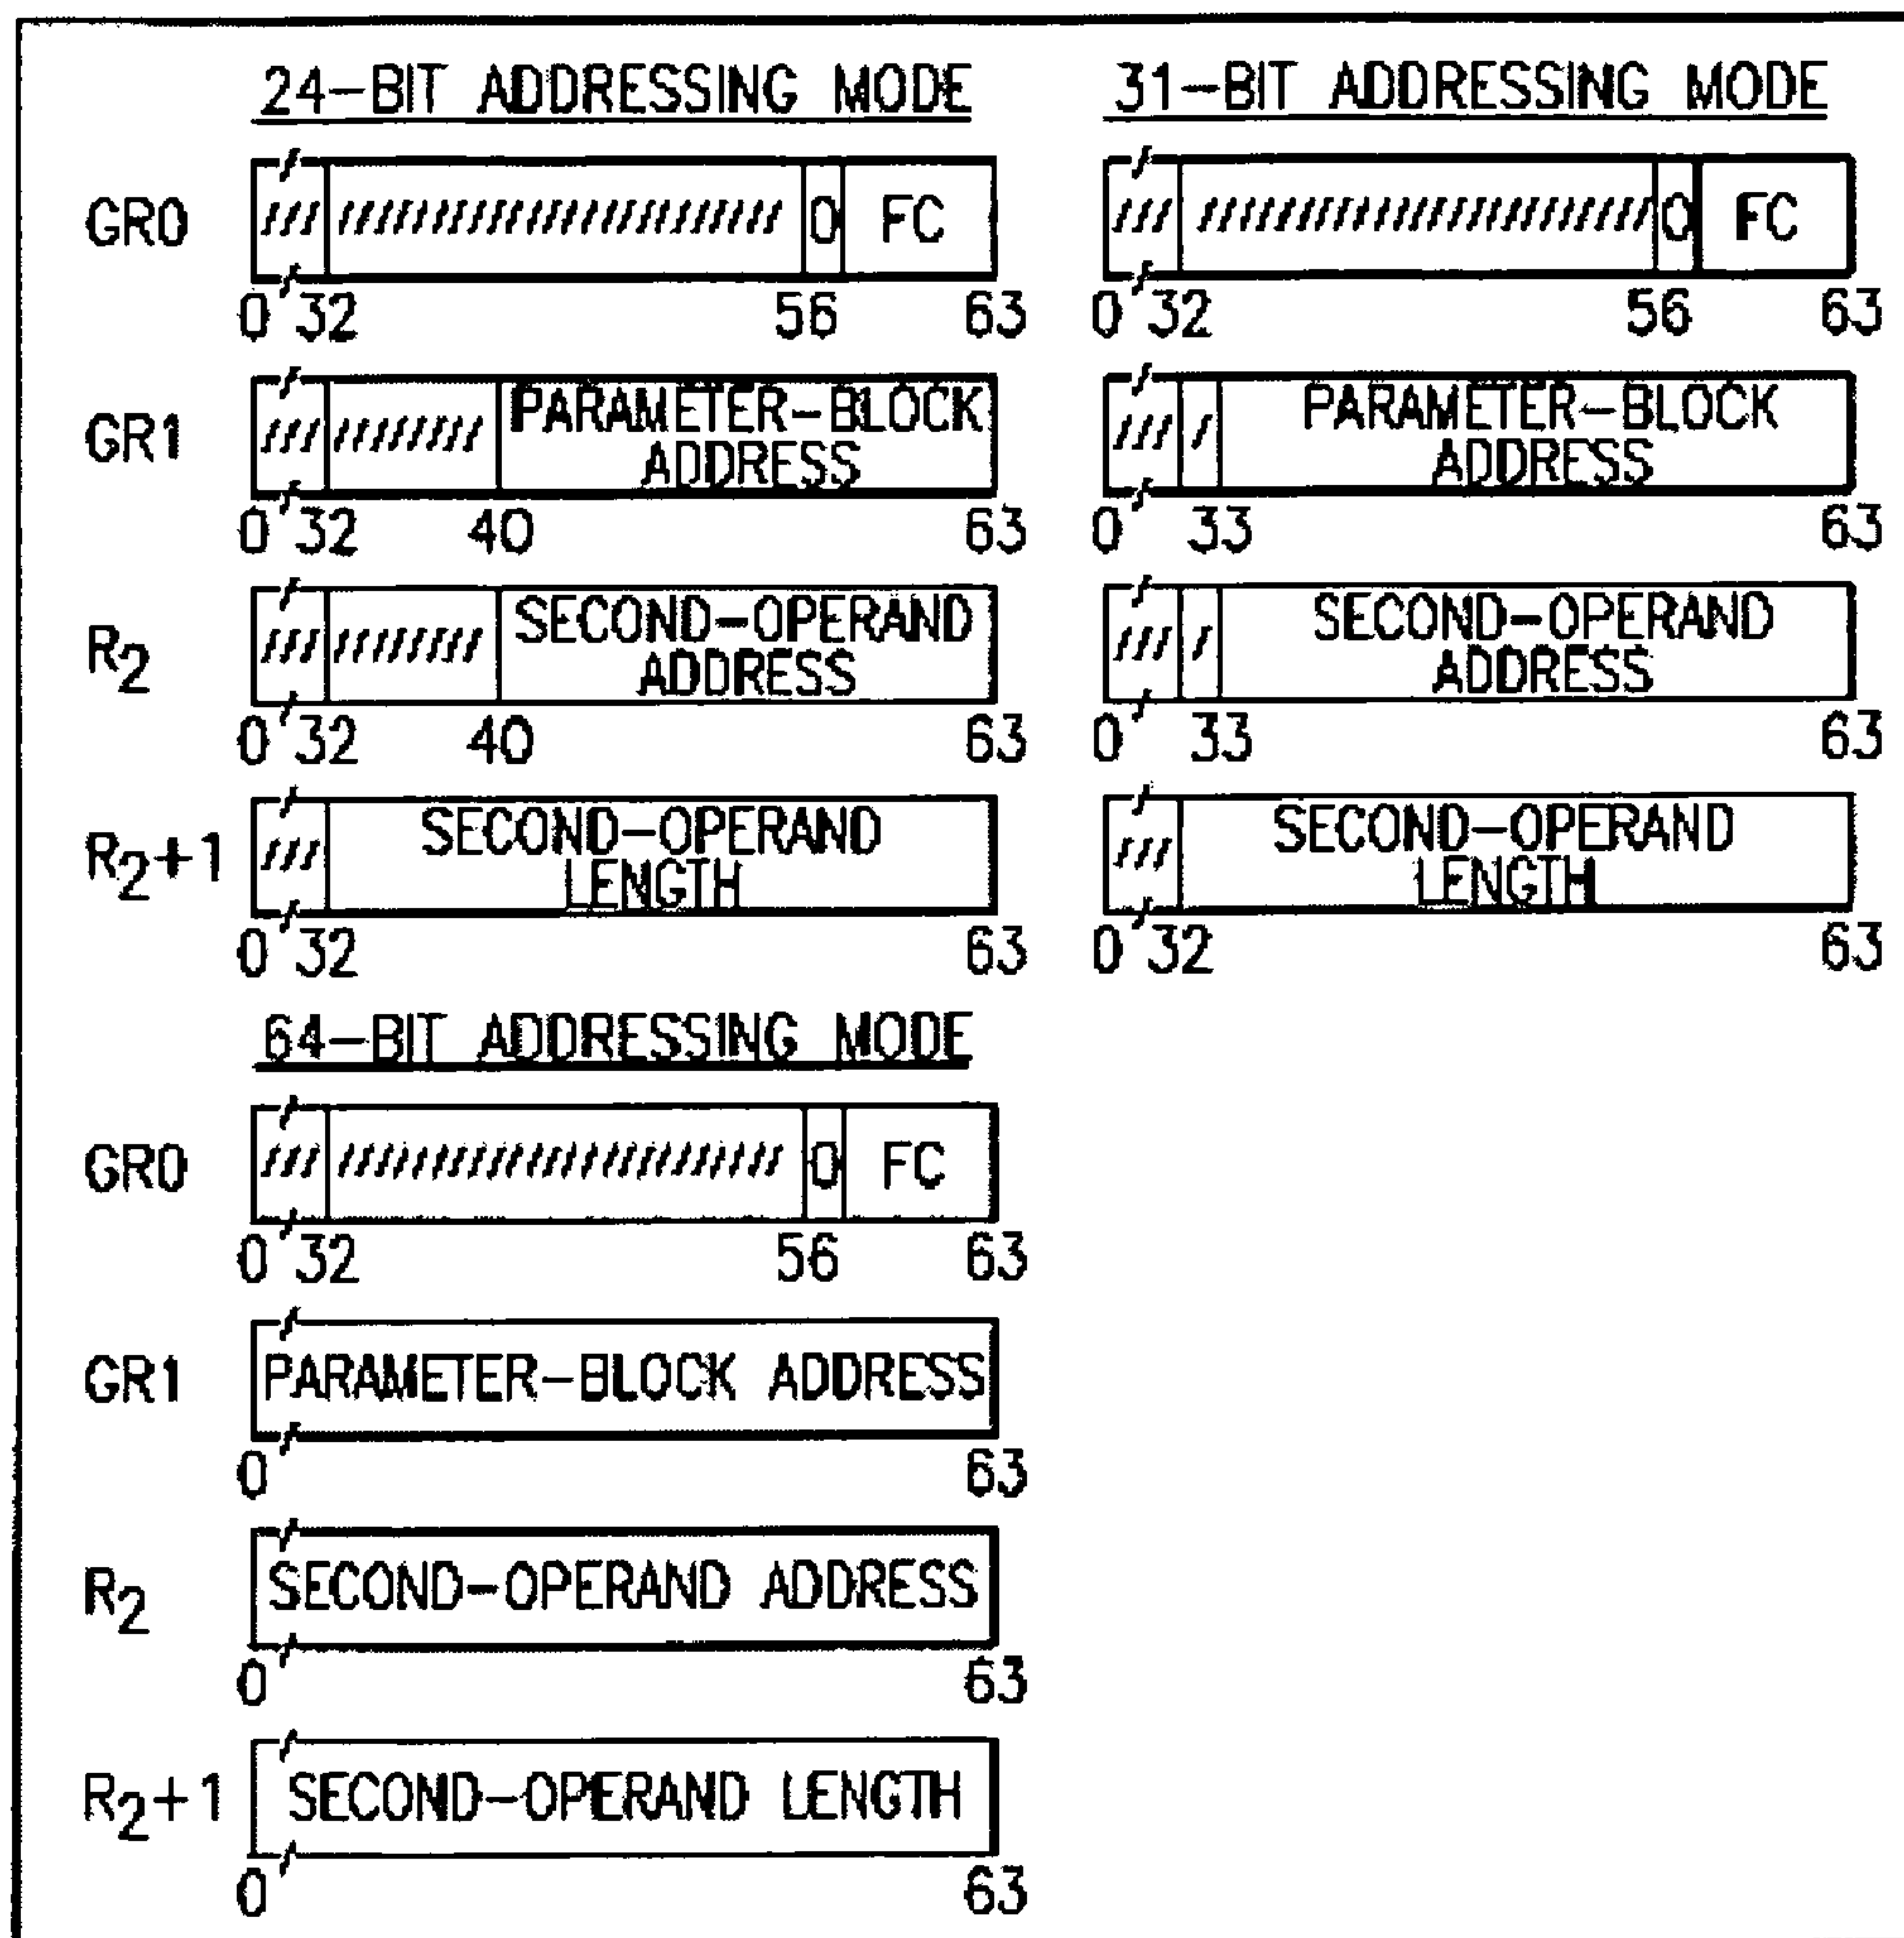 24-BIT ADDRESSING MODE
GR0 /// //////////////////////// 0 FC
0 32 56 63
GR1 /// //////// PARAMETER-BLOCK
ADDRESS
0 32 40 63
R2 /// //////// SECOND-OPERAND
ADDRESS
0 32 40 63
R2+1 /// SECOND-OPERAND
LENGTH
0 32 63
31-BIT ADDRESSING MODE
/// //////////////////////// 0 FC
0 32 56 63
/// / PARAMETER-BLOCK
ADDRESS
0 33 63
/// / SECOND-OPERAND
ADDRESS
0 33 63
/// SECOND-OPERAND
LENGTH
0 32 63
64-BIT ADDRESSING MODE
GR0 /// //////////////////////// 0 FC
0 32 56 63
GR1 PARAMETER-BLOCK ADDRESS
0 63
R2 SECOND-OPERAND ADDRESS
0 63
R2+1 SECOND-OPERAND LENGTH
0 63